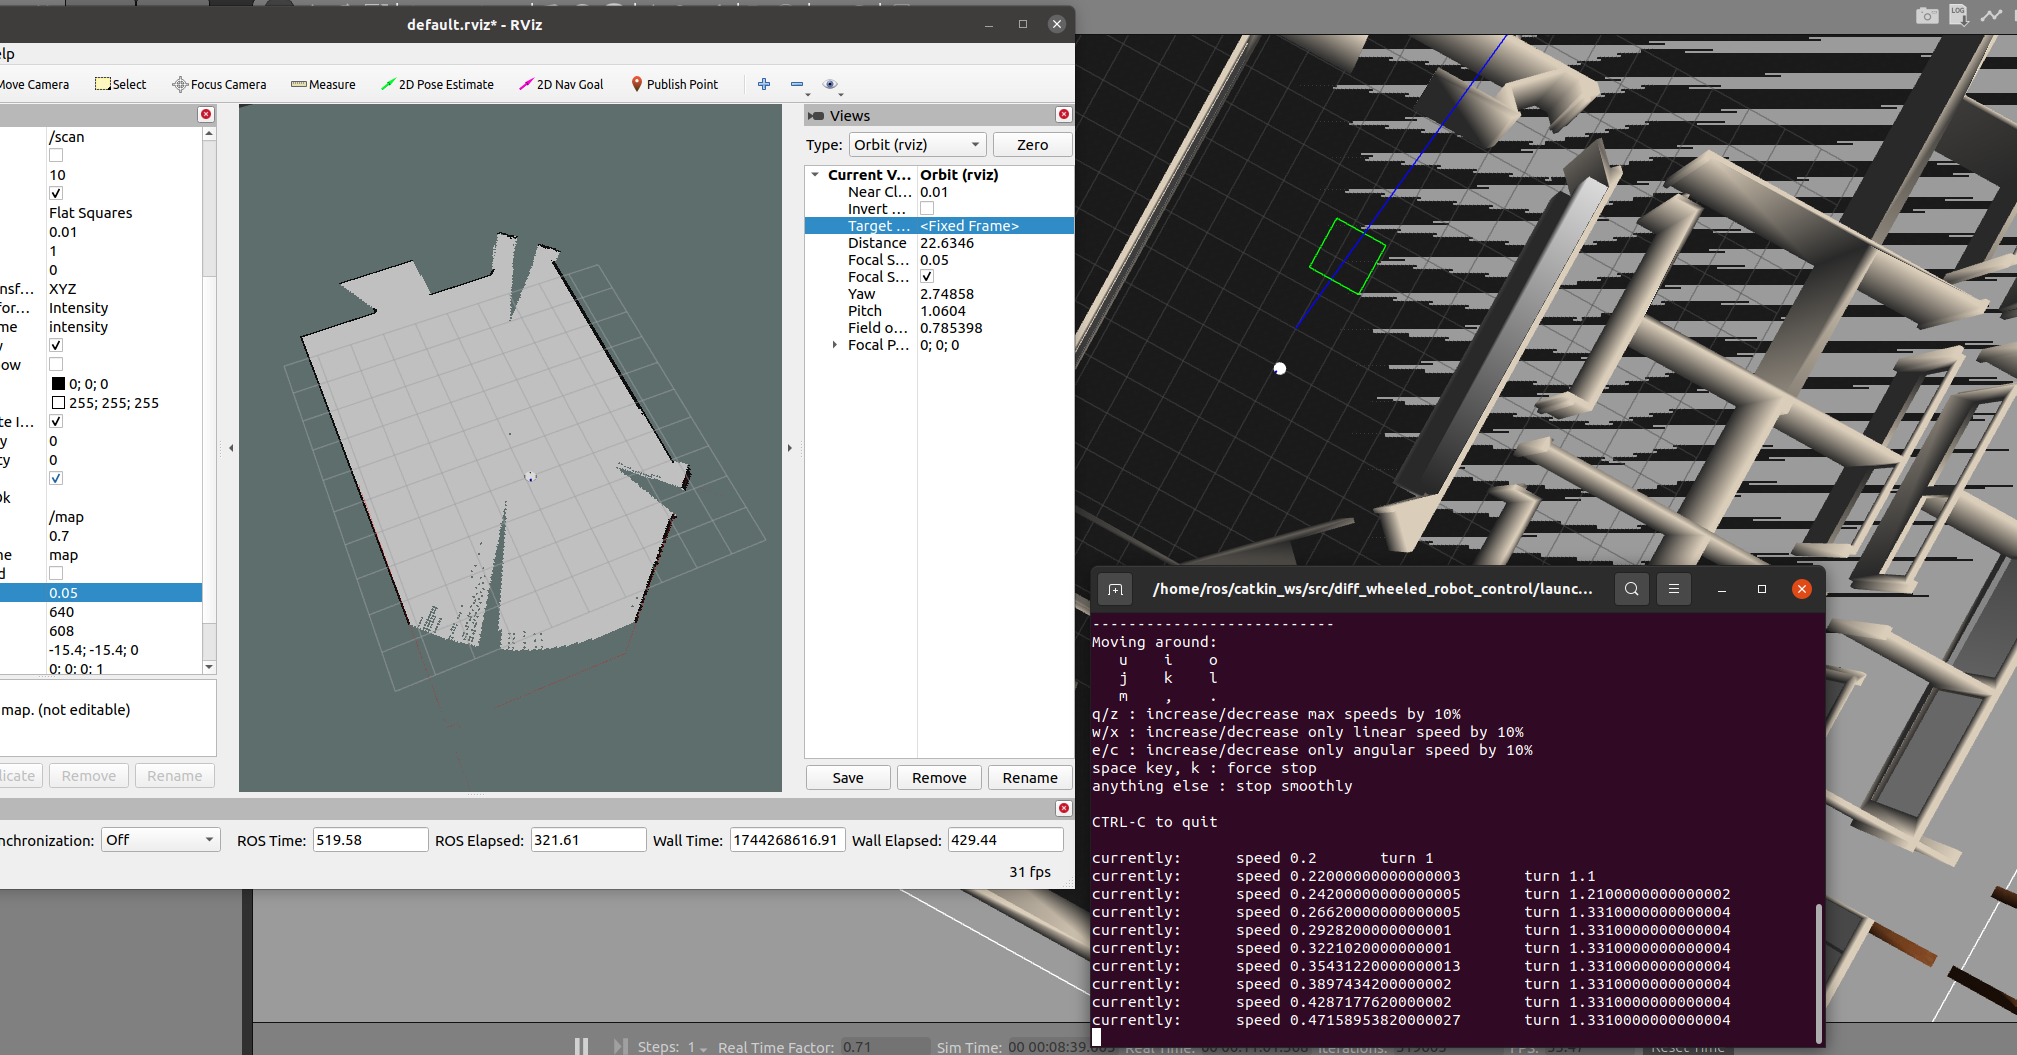 default.rviz* - RViz
elp
Move Camera Select Focus Camera Measure 2D Pose Estimate 2D Nav Goal Publish Point
LOG
/scan
10
Flat Squares
0.01
1
0
nsf... XYZ
for... Intensity
me intensity
y
ow
0; 0; 0
255; 255; 255
te I...
y 0
ty 0
Ok
/map
0.7
ne map
d
0.05
640
608
-15.4; -15.4; 0
0; 0; 0; 1
map. (not editable)
licate Remove Rename
Views
Type: Orbit (rviz) Zero
Current V... Orbit (rviz)
Near Cl... 0.01
Invert ...
Target ... <Fixed Frame>
Distance 22.6346
Focal S... 0.05
Focal S...
Yaw 2.74858
Pitch 1.0604
Field o... 0.785398
Focal P... 0; 0; 0
Save Remove Rename
nchronization: Off ROS Time: 519.58 ROS Elapsed: 321.61 Wall Time: 1744268616.91 Wall Elapsed: 429.44
31 fps
/home/ros/catkin_ws/src/diff_wheeled_robot_control/launc...
---------------------------
Moving around:
u i o
j k l
m , .
q/z : increase/decrease max speeds by 10%
w/x : increase/decrease only linear speed by 10%
e/c : increase/decrease only angular speed by 10%
space key, k : force stop
anything else : stop smoothly
CTRL-C to quit
currently: speed 0.2 turn 1
currently: speed 0.22000000000000003 turn 1.1
currently: speed 0.24200000000000005 turn 1.2100000000000002
currently: speed 0.26620000000000005 turn 1.3310000000000004
currently: speed 0.2928200000000001 turn 1.3310000000000004
currently: speed 0.3221020000000001 turn 1.3310000000000004
currently: speed 0.35431220000000013 turn 1.3310000000000004
currently: speed 0.3897434200000002 turn 1.3310000000000004
currently: speed 0.4287177620000002 turn 1.3310000000000004
currently: speed 0.47158953820000027 turn 1.3310000000000004
Steps: 1 Real Time Factor: 0.71 Sim Time: